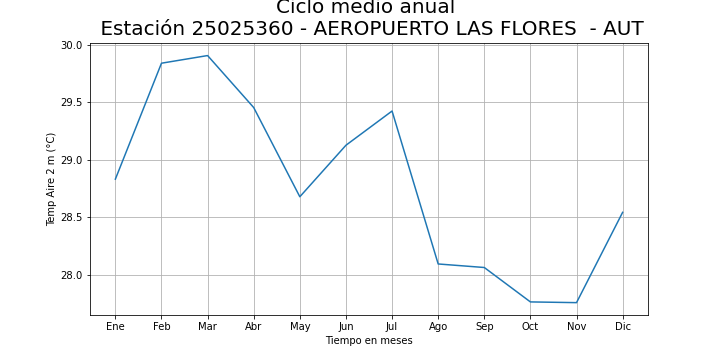 Ciclo medio anual
Estación 25025360 - AEROPUERTO LAS FLORES  - AUT
30.0
29.5
29.0
28.5
28.0
Temp Aire 2 m (°C)
Ene Feb Mar Abr May Jun Jul Ago Sep Oct Nov Dic
Tiempo en meses